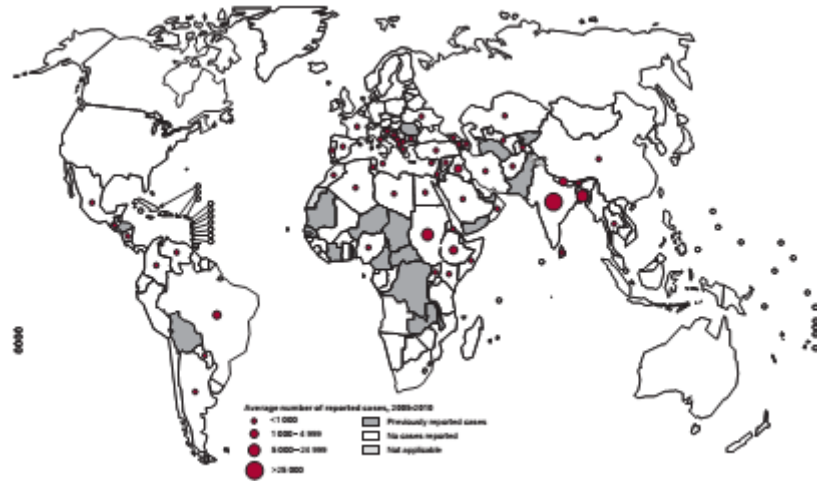 Average number of reported cases, 2005-2010
<1 000
1 000 – 4 999
5 000 – 24 999
>25 000
Previously reported cases
No cases reported
Not applicable